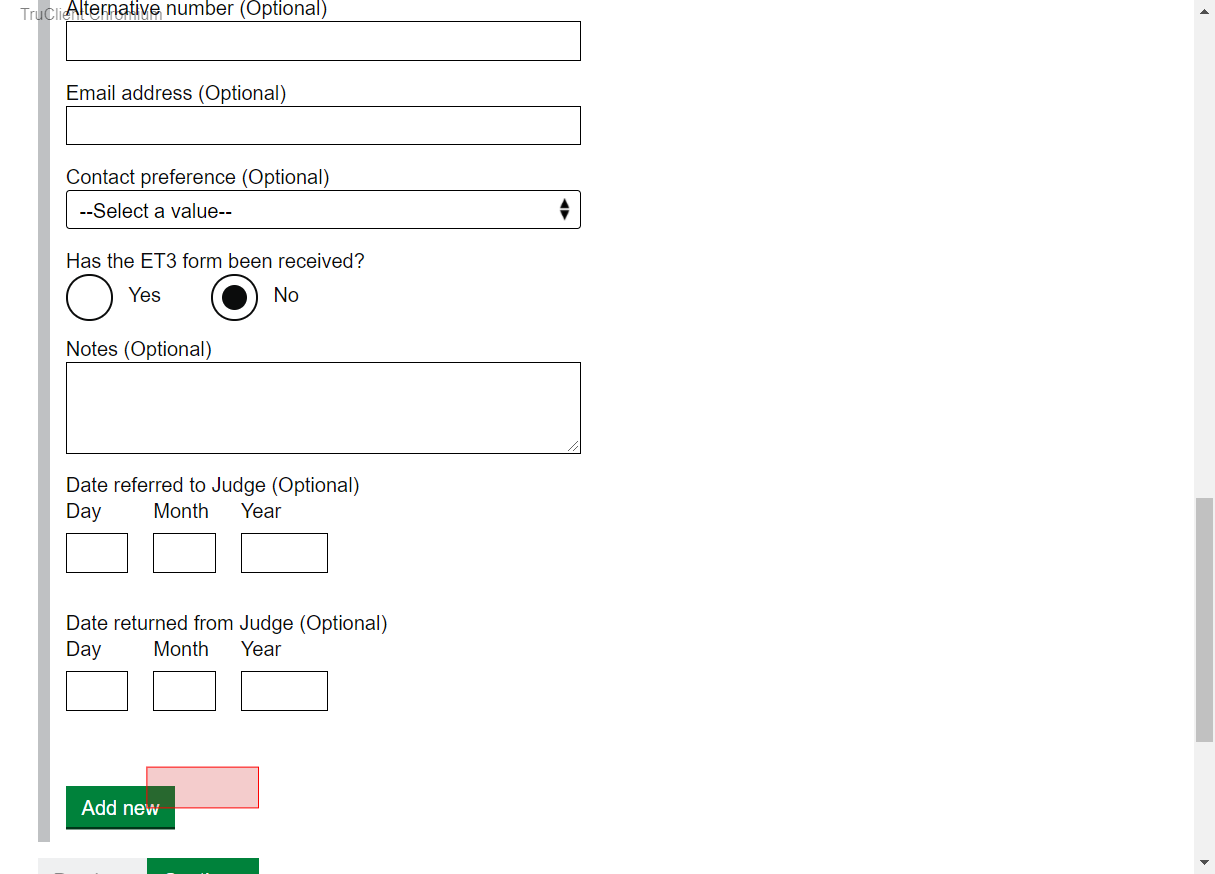 TruClient Chromium
Alternative number (Optional)
Email address (Optional)
Contact preference (Optional)
--Select a value--
Has the ET3 form been received?
Yes No
Notes (Optional)
Date referred to Judge (Optional)
Day Month Year
Date returned from Judge (Optional)
Day Month Year
Add new